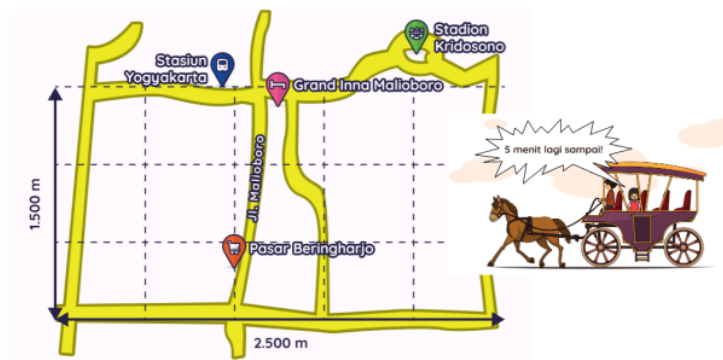 Stadion
Kridosono
Stasiun
Yogyakarta
Grand Inna Malioboro
5 menit lagi sampai!
Jl. Malioboro
1.500 m
Pasar Beringharjo
2.500 m